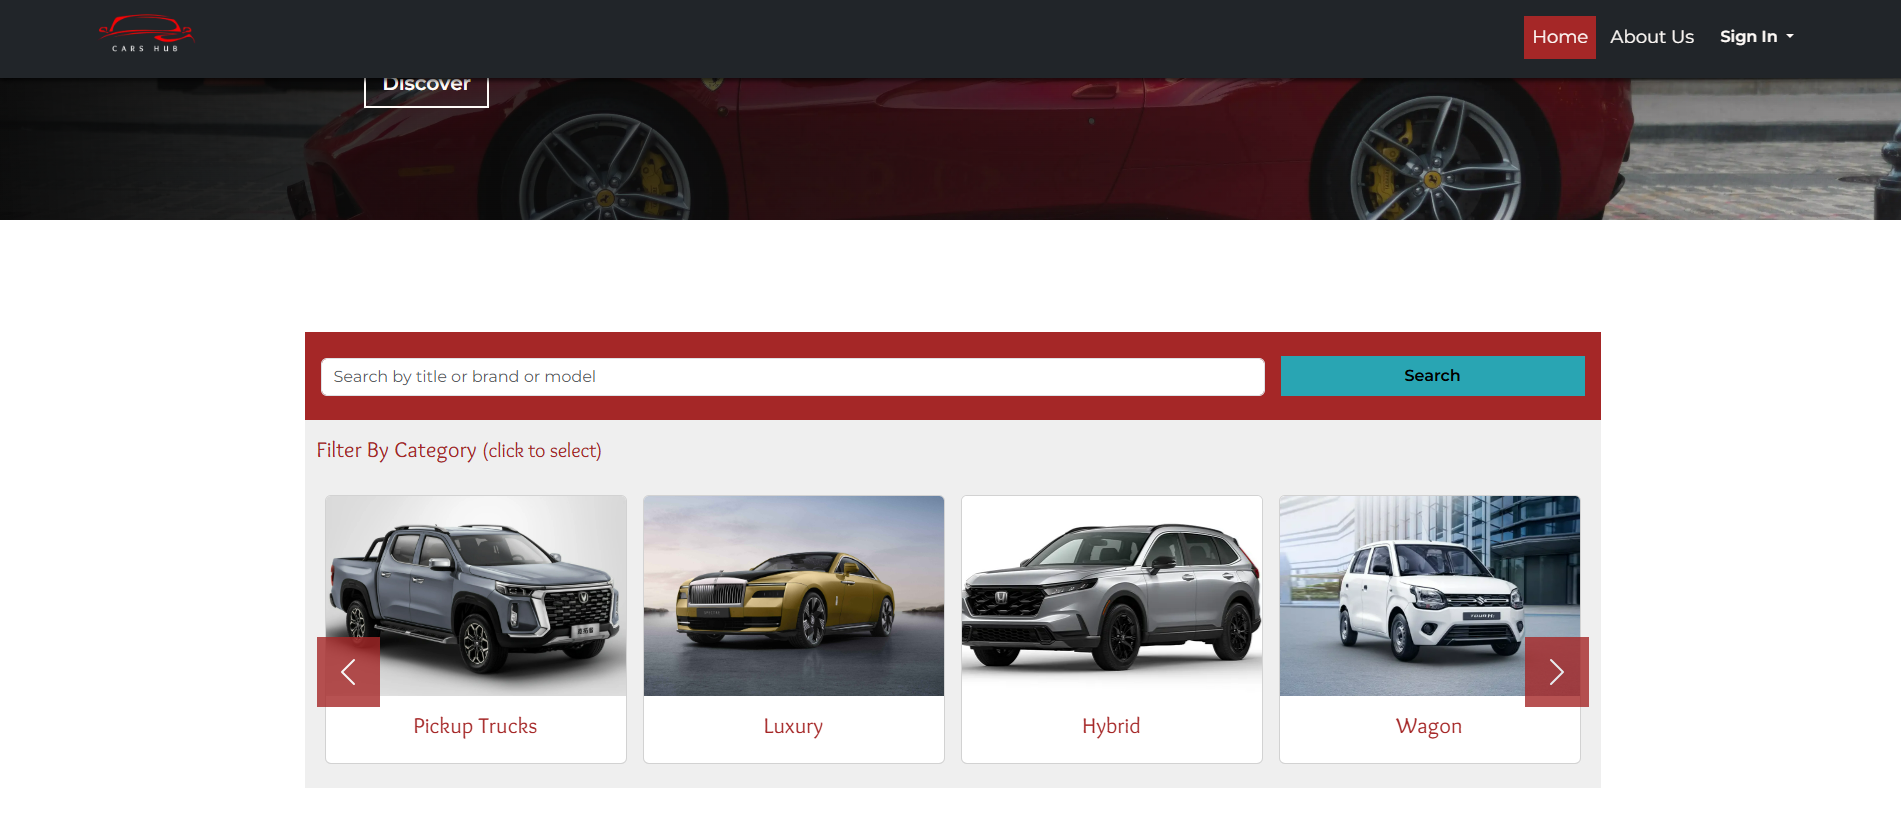 CARS HUB
Home
About Us
Sign In
Discover
Search by title or brand or model
Search
Filter By Category (click to select)
Pickup Trucks
Luxury
Hybrid
Wagon